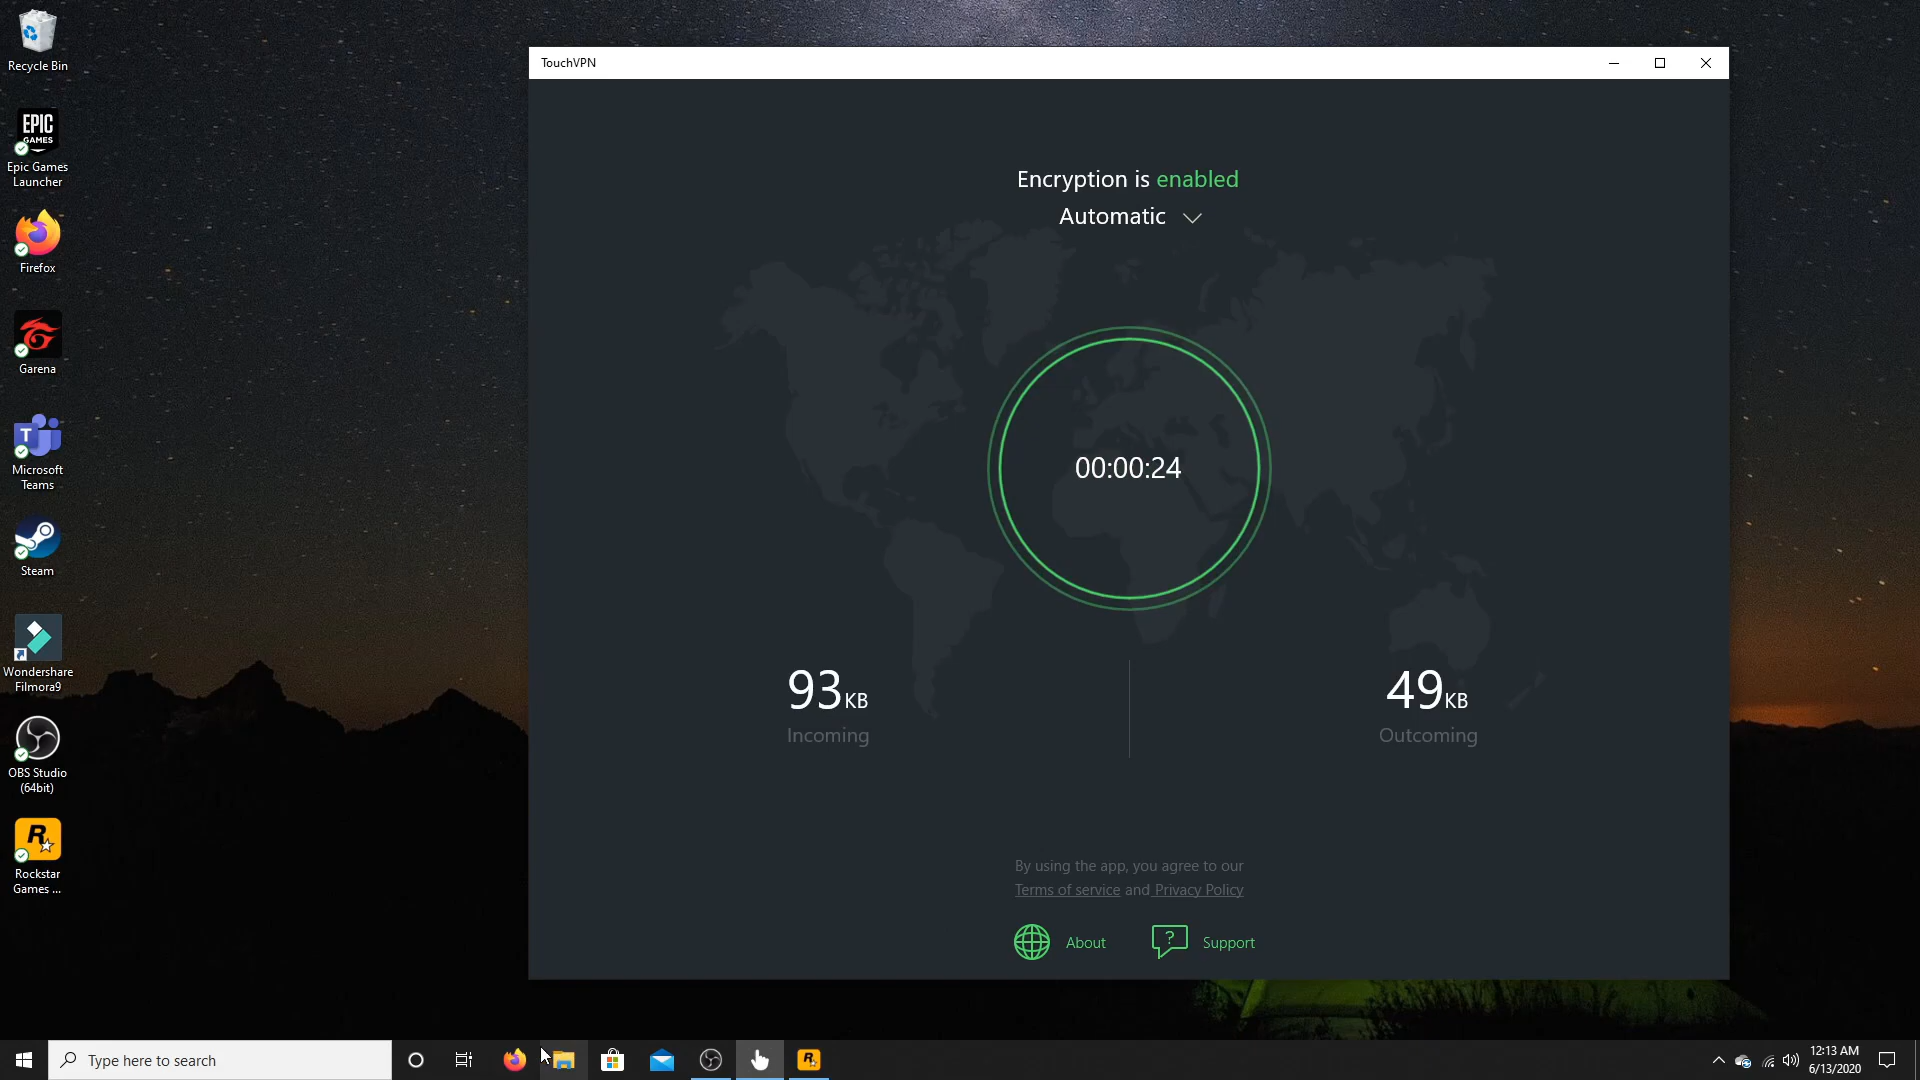 Recycle Bin
EPIC
GAMES
Epic Games
Launcher
Firefox
Garena
T
Microsoft
Teams
Steam
Wondershare
Filmora9
OBS Studio
(64bit)
R
Rockstar
Games ...
TouchVPN
Encryption is enabled
Automatic
00:00:24
93KB
Incoming
49KB
Outcoming
By using the app, you agree to our
Terms of service and Privacy Policy
About
? Support
Type here to search
R
12:13 AM
6/13/2020